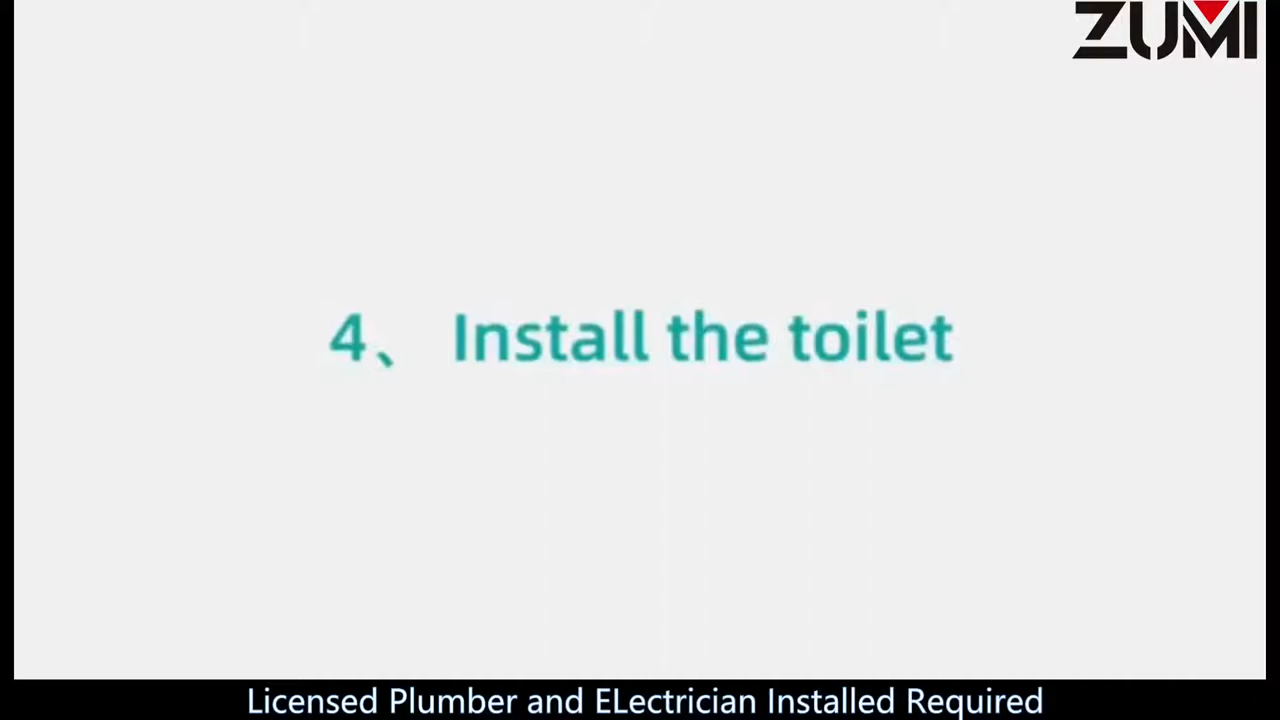 ZUMI
4、 Install the toilet
Licensed Plumber and ELectrician Installed Required